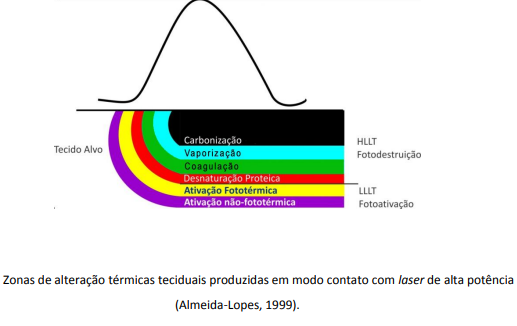 Carbonização
Vaporização
Coagulação
Desnaturação Proteica
Ativação Fototérmica
Ativação não-fototérmica
Tecido Alvo
HLLT
Fotodestruição
LLLT
Fotoativação
Zonas de alteração térmicas teciduais produzidas em modo contato com laser de alta potência
(Almeida-Lopes, 1999).